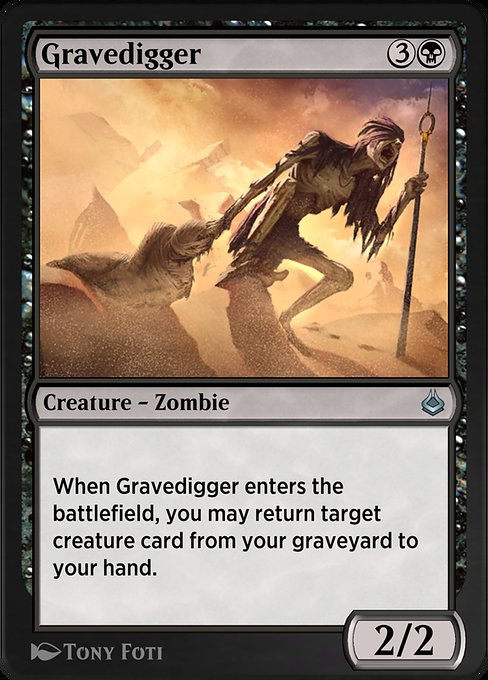 Gravedigger 3
Creature – Zombie
When Gravedigger enters the
battlefield, you may return target
creature card from your graveyard to
your hand.
2/2
Tony Foti